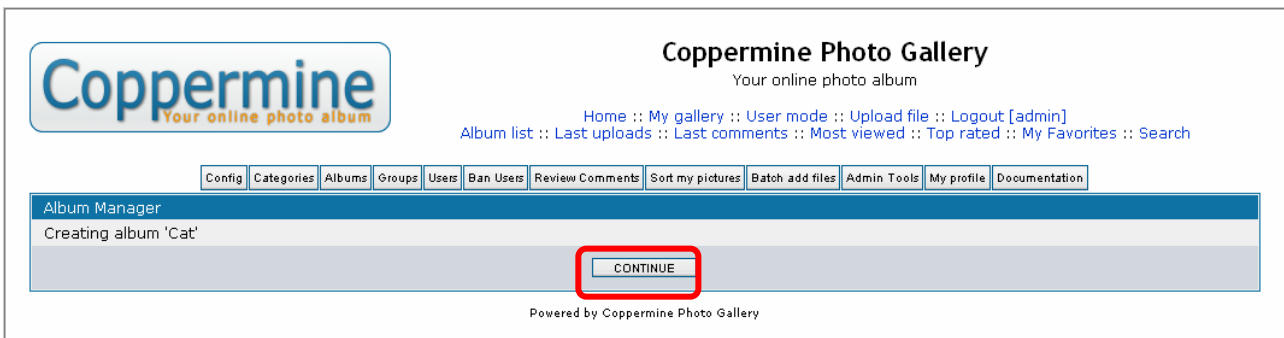 Coppermine
Your online photo album
Coppermine Photo Gallery
Your online photo album
Home :: My gallery :: User mode :: Upload file :: Logout [admin]
Album list :: Last uploads :: Last comments :: Most viewed :: Top rated :: My Favorites :: Search
Config Categories Albums Groups Users Ban Users Review Comments Sort my pictures Batch add files Admin Tools My profile Documentation
Album Manager
Creating album 'Cat'
CONTINUE
Powered by Coppermine Photo Gallery